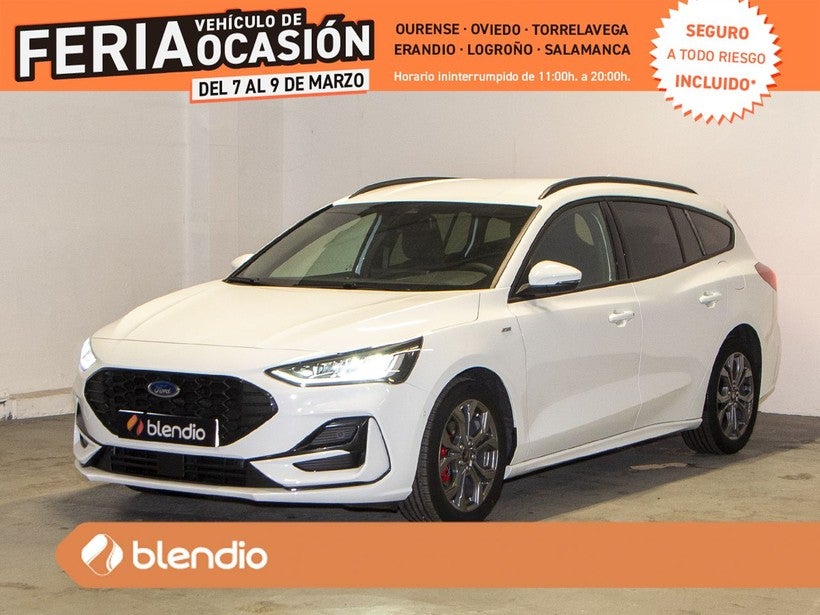 FERIA
VEHÍCULO DE
OCASIÓN
DEL 7 AL 9 DE MARZO
OURENSE · OVIEDO · TORRELAVEGA
ERANDIO · LOGROÑO · SALAMANCA
Horario ininterrumpido de 11:00h. a 20:00h.
SEGURO
A TODO RIESGO
INCLUIDO*
Ford
blendio
blendio